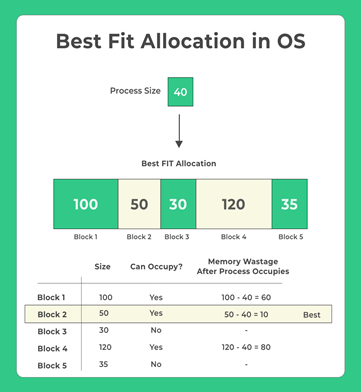 Best Fit Allocation in OS
Process Size 40
Best FIT Allocation
100 50 30 120 35
Block 1 Block 2 Block 3 Block 4 Block 5
Size Can Occupy? Memory Wastage
After Process Occupies
Block 1 100 Yes 100 - 40 = 60
Block 2 50 Yes 50 - 40 = 10 Best
Block 3 30 No -
Block 4 120 Yes 120 - 40 = 80
Block 5 35 No -